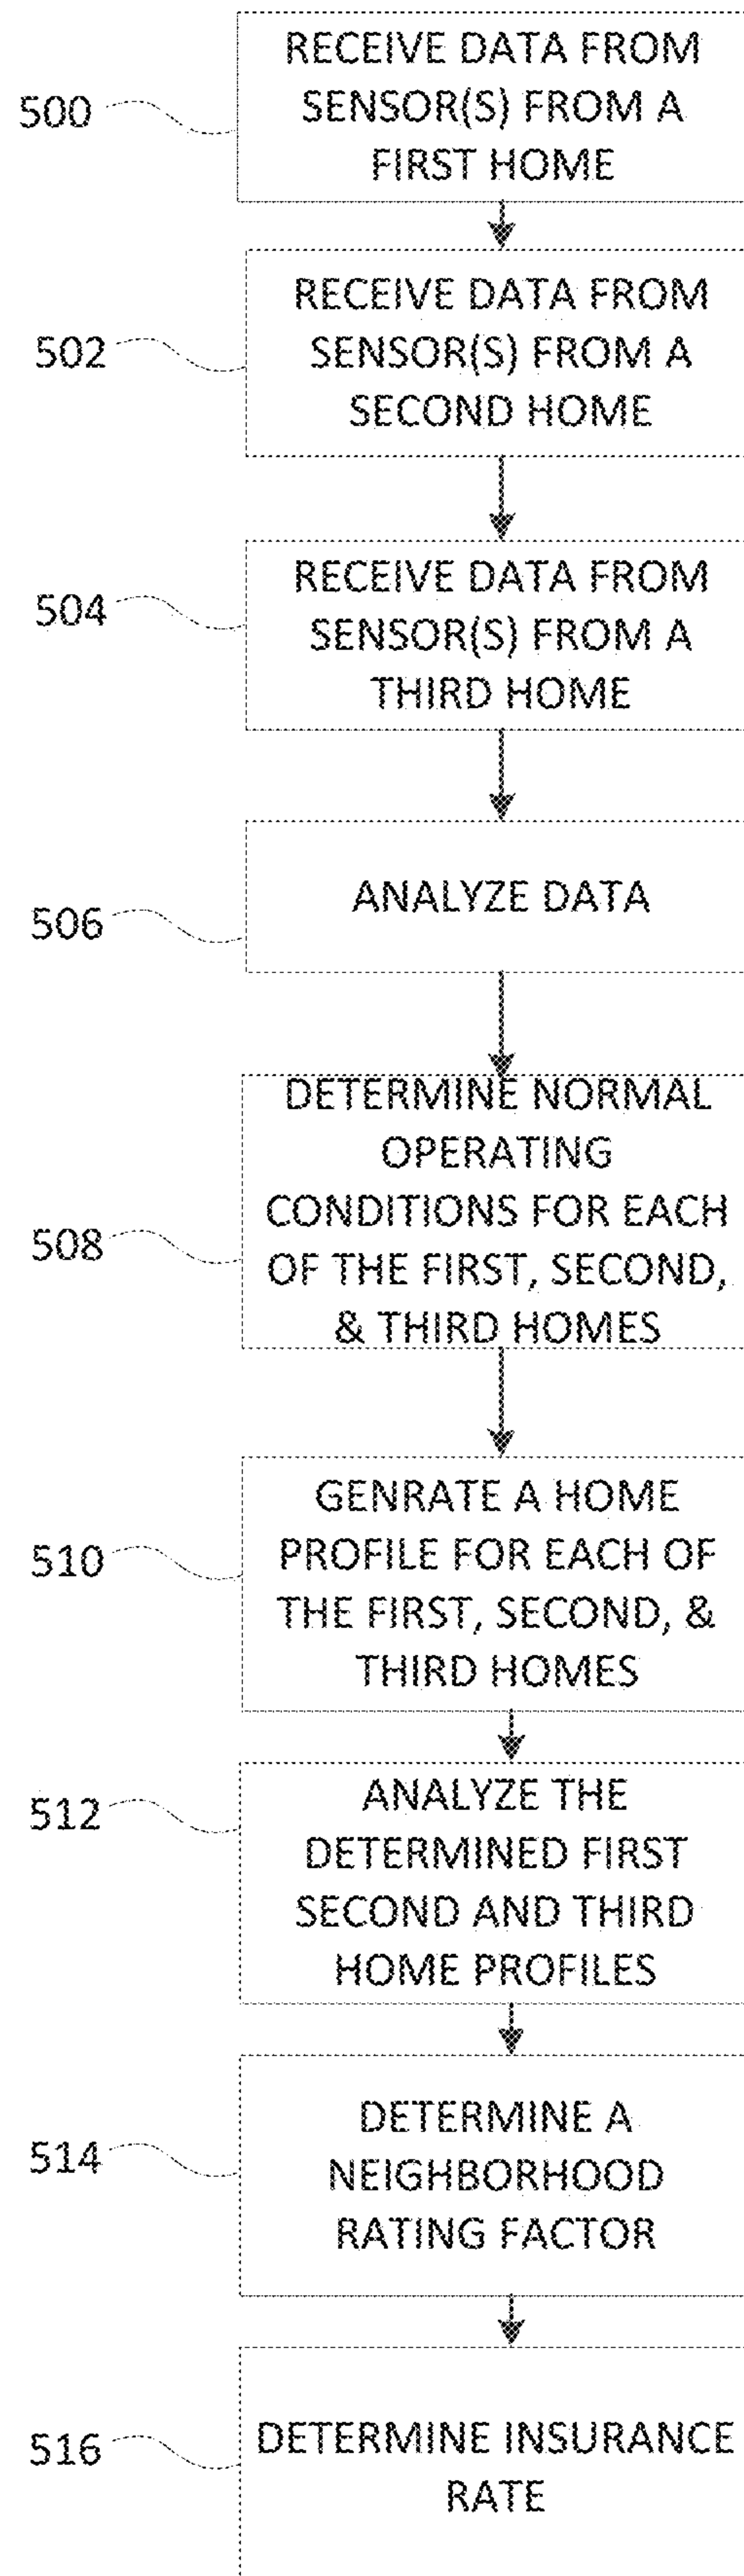 RECEIVE DATA FROM
SENSOR(S) FROM A
FIRST HOME
500
RECEIVE DATA FROM
SENSOR(S) FROM A
SECOND HOME
502
RECEIVE DATA FROM
SENSOR(S) FROM A
THIRD HOME
504
ANALYZE DATA
506
DETERMINE NORMAL
OPERATING
CONDITIONS FOR EACH
OF THE FIRST, SECOND,
& THIRD HOMES
508
GENRATE A HOME
PROFILE FOR EACH OF
THE FIRST, SECOND, &
THIRD HOMES
510
ANALYZE THE
DETERMINED FIRST
SECOND AND THIRD
HOME PROFILES
512
DETERMINE A
NEIGHBORHOOD
RATING FACTOR
514
DETERMINE INSURANCE
RATE
516